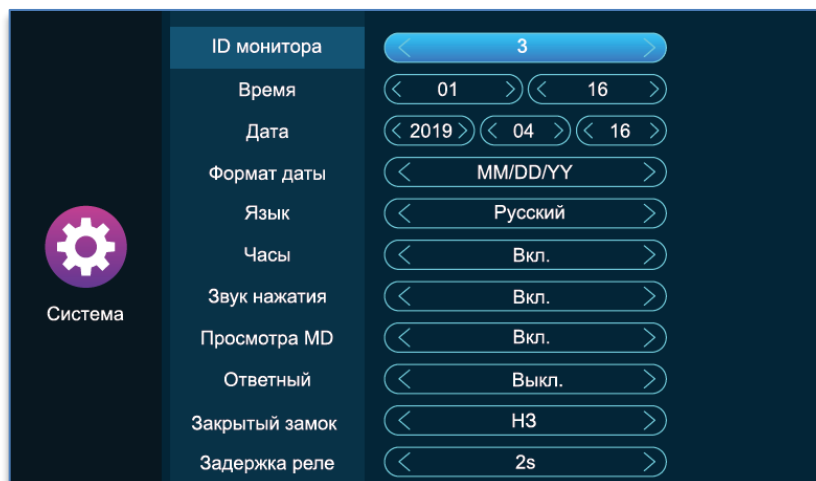 ID монитора 3
Время 01 16
Дата 2019 04 16
Формат даты MM/DD/YY
Язык Русский
Часы Вкл.
Звук нажатия Вкл.
Система
Просмотра MD Вкл.
Ответный Выкл.
Закрытый замок НЗ
Задержка реле 2s